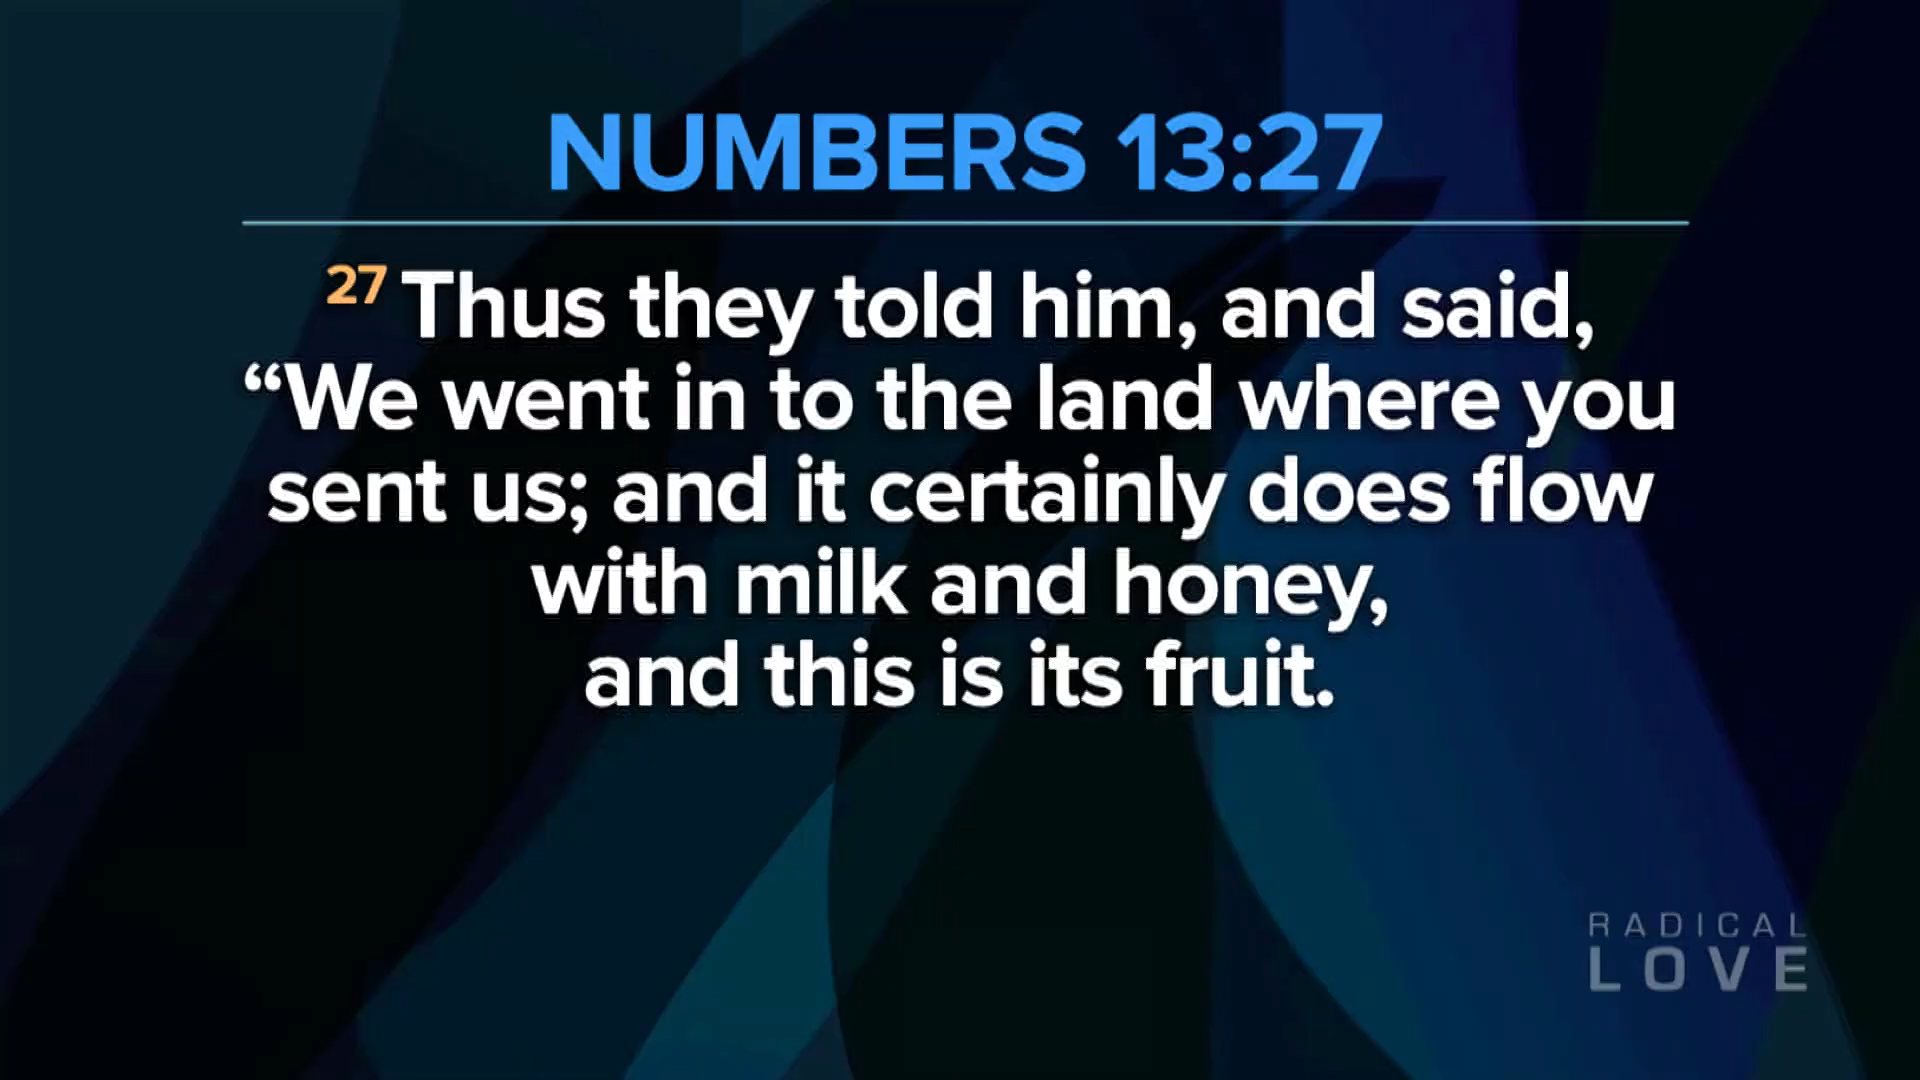 NUMBERS 13:27
27 Thus they told him, and said,
“We went in to the land where you
sent us; and it certainly does flow
with milk and honey,
and this is its fruit.
RADICAL
LOVE